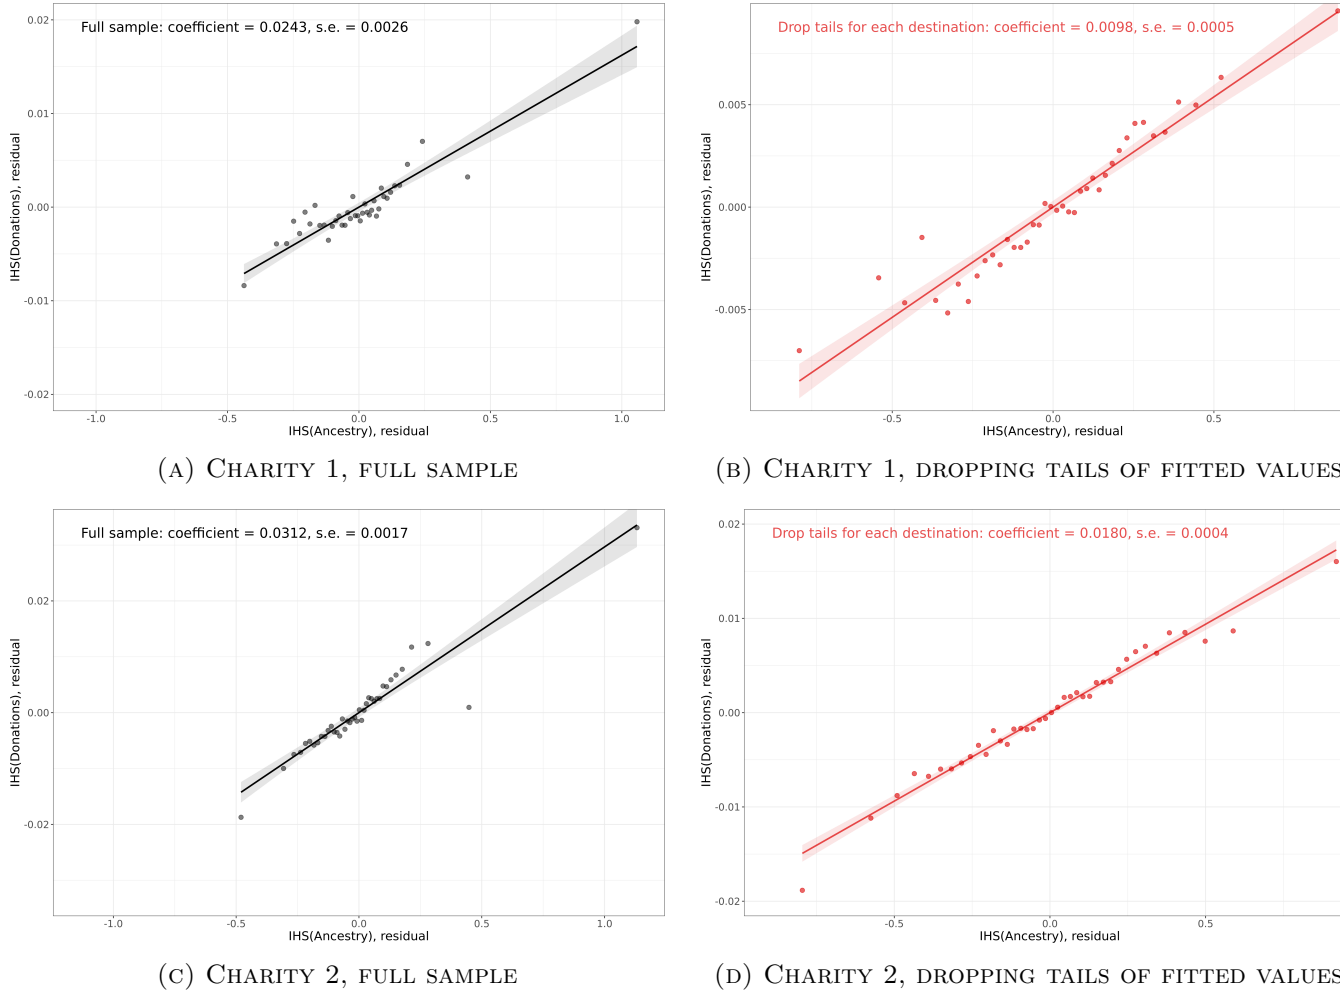 Full sample: coefficient = 0.0243, s.e. = 0.0026
0.02
0.01
0.00
-0.01
-0.02
IHS(Donations), residual
-1.0 -0.5 0.0 0.5 1.0
IHS(Ancestry), residual
(A) Charity 1, full sample
Drop tails for each destination: coefficient = 0.0098, s.e. = 0.0005
0.005
0.000
-0.005
IHS(Donations), residual
-0.5 0.0 0.5
IHS(Ancestry), residual
(B) Charity 1, dropping tails of fitted values
Full sample: coefficient = 0.0312, s.e. = 0.0017
0.02
0.00
-0.02
IHS(Donations), residual
-1.0 -0.5 0.0 0.5 1.0
IHS(Ancestry), residual
(C) Charity 2, full sample
Drop tails for each destination: coefficient = 0.0180, s.e. = 0.0004
0.02
0.01
0.00
-0.01
-0.02
IHS(Donations), residual
-0.5 0.0 0.5
IHS(Ancestry), residual
(D) Charity 2, dropping tails of fitted values